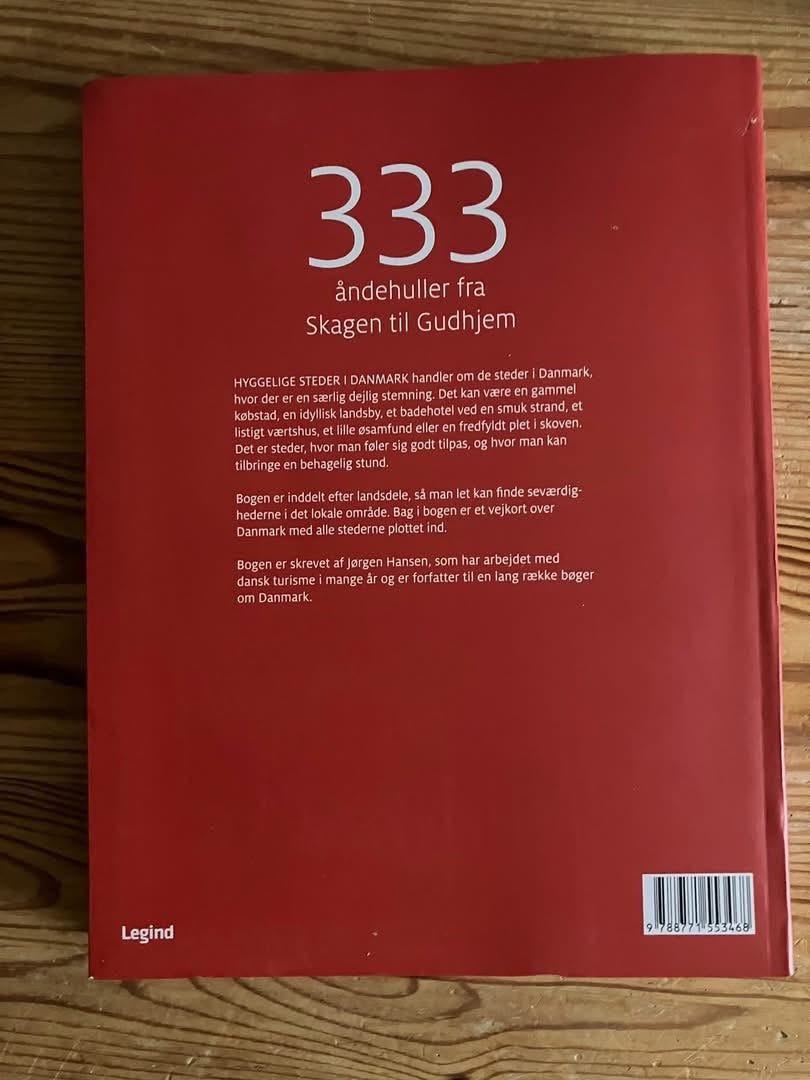 333
åndehuller fra
Skagen til Gudhjem
HYGGELIGE STEDER I DANMARK handler om de steder i Danmark,
hvor der er en særlig dejlig stemning. Det kan være en gammel
købstad, en idyllisk landsby, et badehotel ved en smuk strand, et
listigt værtshus, et lille øsamfund eller en fredfyldt plet i skoven.
Det er steder, hvor man føler sig godt tilpas, og hvor man kan
tilbringe en behagelig stund.
Bogen er inddelt efter landsdele, så man let kan finde seværdig-
hederne i det lokale område. Bag i bogen er et vejkort over
Danmark med alle stederne plottet ind.
Bogen er skrevet af Jørgen Hansen, som har arbejdet med
dansk turisme i mange år og er forfatter til en lang række bøger
om Danmark.
Legind
9 788771 553468